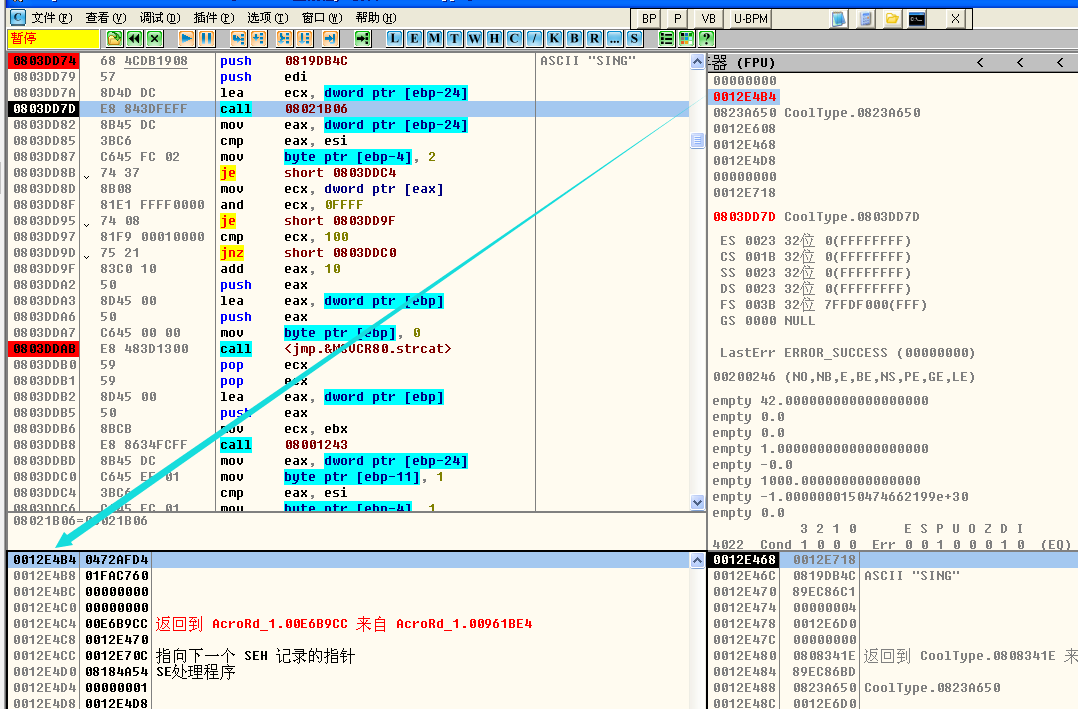 文件(F) 查看(V) 调试(D) 插件(P) 选项(T) 窗口(W) 帮助(H) BP P VB U-BPM X
暂停 L E M T W H C / K B R ... S ?
0803DD74 68 4CDB1908 push 0819DB4C ASCII "SING"
0803DD79 57 push edi
0803DD7A 8D4D DC lea ecx, dword ptr [ebp-24]
0803DD7D E8 843DFEFF call 08021B06
0803DD82 8B45 DC mov eax, dword ptr [ebp-24]
0803DD85 3BC6 cmp eax, esi
0803DD87 C645 FC 02 mov byte ptr [ebp-4], 2
0803DD8B 74 37 je short 0803DDC4
0803DD8D 8B08 mov ecx, dword ptr [eax]
0803DD8F 81E1 FFFF0000 and ecx, 0FFFF
0803DD95 74 08 je short 0803DD9F
0803DD97 81F9 00010000 cmp ecx, 100
0803DD9D 75 21 jnz short 0803DDC0
0803DD9F 83C0 10 add eax, 10
0803DDA2 50 push eax
0803DDA3 8D45 00 lea eax, dword ptr [ebp]
0803DDA6 50 push eax
0803DDA7 C645 00 00 mov byte ptr [ebp], 0
0803DDAB E8 483D1300 call <jmp.&MSVCR80.strcat>
0803DDB0 59 pop ecx
0803DDB1 59 pop ecx
0803DDB2 8D45 00 lea eax, dword ptr [ebp]
0803DDB5 50 push eax
0803DDB6 8BCB mov ecx, ebx
0803DDB8 E8 8634FCFF call 08001243
0803DDBD 8B45 DC mov eax, dword ptr [ebp-24]
0803DDC0 C645 EF 01 mov byte ptr [ebp-11], 1
0803DDC4 3BC6 cmp eax, esi
0803DDC6 C645 FC 01 mov byte ptr [ebp-4], 1
08021B06=08021B06
(FPU) < < <
00000000
0012E4B4
0823A650 CoolType.0823A650
0012E608
0012E468
0012E4D8
00000000
0012E718
0803DD7D CoolType.0803DD7D
ES 0023 32位 0(FFFFFFFF)
CS 001B 32位 0(FFFFFFFF)
SS 0023 32位 0(FFFFFFFF)
DS 0023 32位 0(FFFFFFFF)
FS 003B 32位 7FFDF000(FFF)
GS 0000 NULL
LastErr ERROR_SUCCESS (00000000)
00200246 (NO,NB,E,BE,NS,PE,GE,LE)
empty 42.000000000000000000
empty 0.0
empty 0.0
empty 1.0000000000000000000
empty -0.0
empty 1000.0000000000000000
empty -1.0000000150474662199e+30
empty 0.0
3 2 1 0 E S P U O Z D I
4022 Cond 1 0 0 0 Err 0 0 1 0 0 0 1 0 (EQ)
0012E4B4 0472AFD4
0012E4B8 01FAC760
0012E4BC 00000000
0012E4C0 00000000
0012E4C4 00E6B9CC 返回到 AcroRd_1.00E6B9CC 来自 AcroRd_1.00961BE4
0012E4C8 0012E470
0012E4CC 0012E70C 指向下一个 SEH 记录的指针
0012E4D0 08184A54 SE处理程序
0012E4D4 00000001
0012E4D8 0012E4D8
0012E468 0012E718
0012E46C 0819DB4C ASCII "SING"
0012E470 89EC86C1
0012E474 00000004
0012E478 0012E6D0
0012E47C 00000000
0012E480 0808341E 返回到 CoolType.0808341E 来
0012E484 89EC86BD
0012E488 0823A650 CoolType.0823A650
0012E48C 0012E6D0